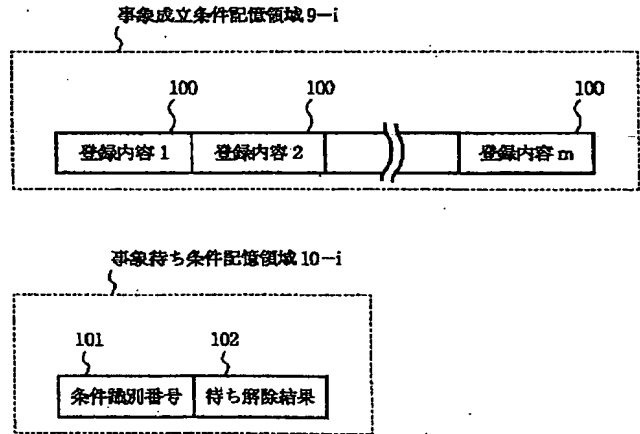 事象成立条件記憶領域9-i
100 100 100
登録内容1 登録内容2 登録内容m
事象待ち条件記憶領域10-i
101 102
条件識別番号 待ち解除結果